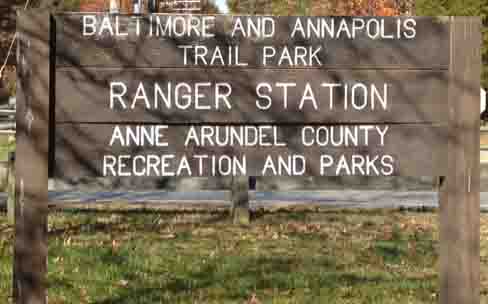 BALTIMORE AND ANNAPOLIS
TRAIL PARK
RANGER STATION
ANNE ARUNDEL COUNTY
RECREATION AND PARKS